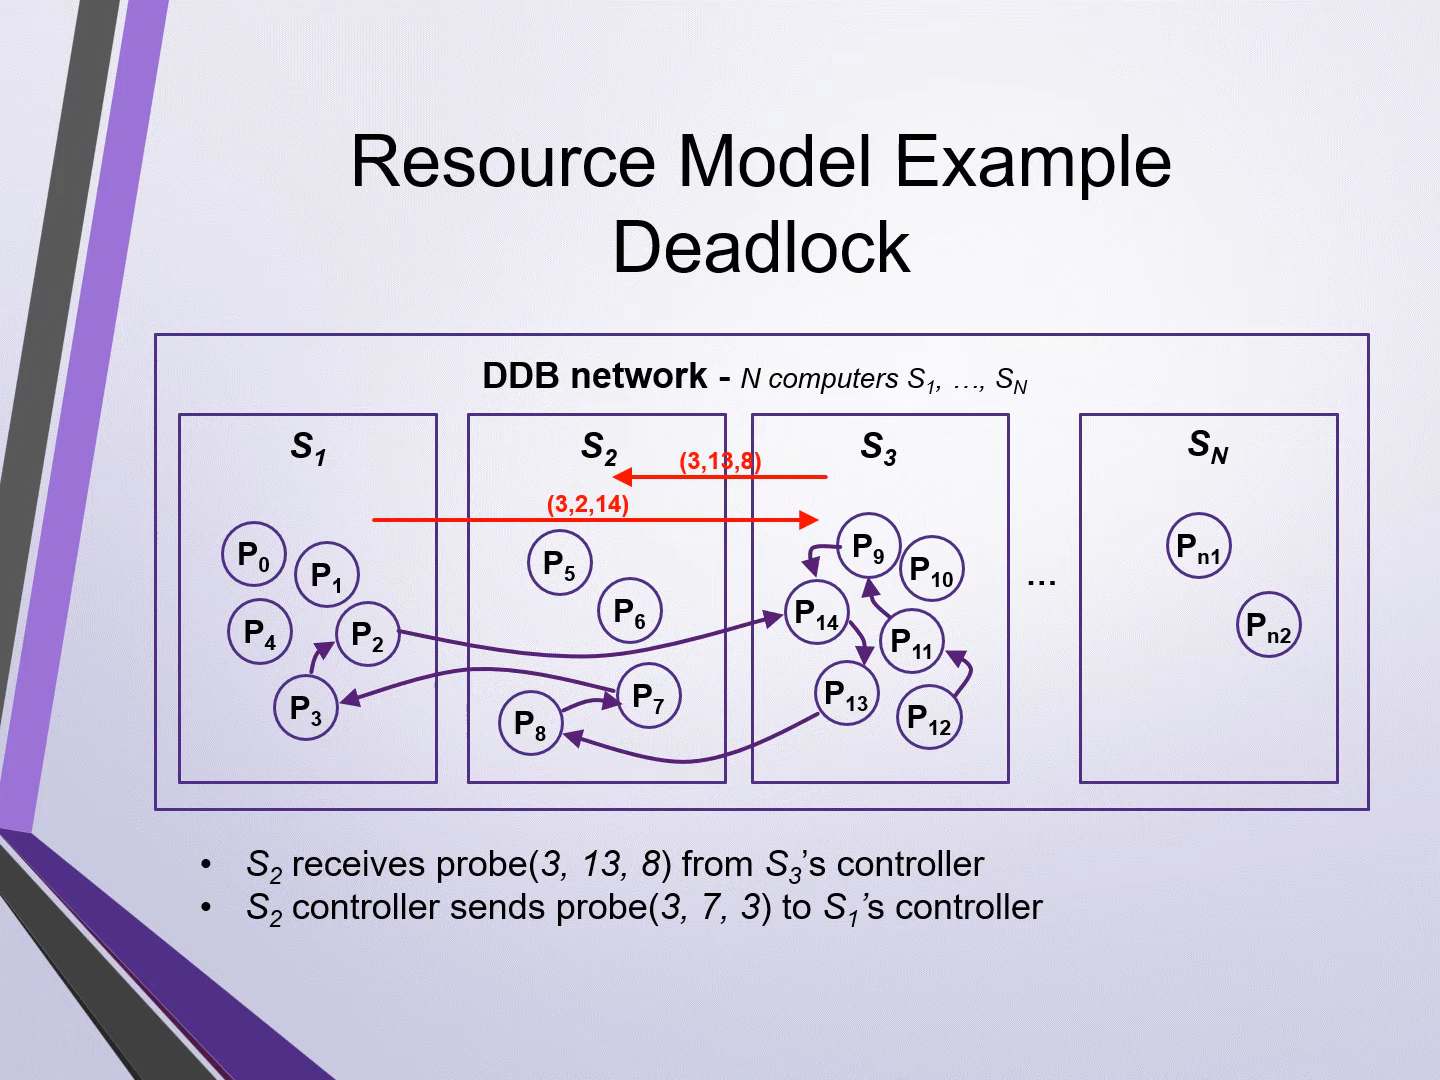 Resource Model Example
Deadlock
DDB network - N computers S1, …, SN
S1
S2
S3
SN
(3,13,8)
(3,2,14)
P0
P1
P4
P2
P3
P5
P6
P7
P8
P9
P10
P14
P11
P13
P12
...
Pn1
Pn2
• S2 receives probe(3, 13, 8) from S3’s controller
• S2 controller sends probe(3, 7, 3) to S1’s controller